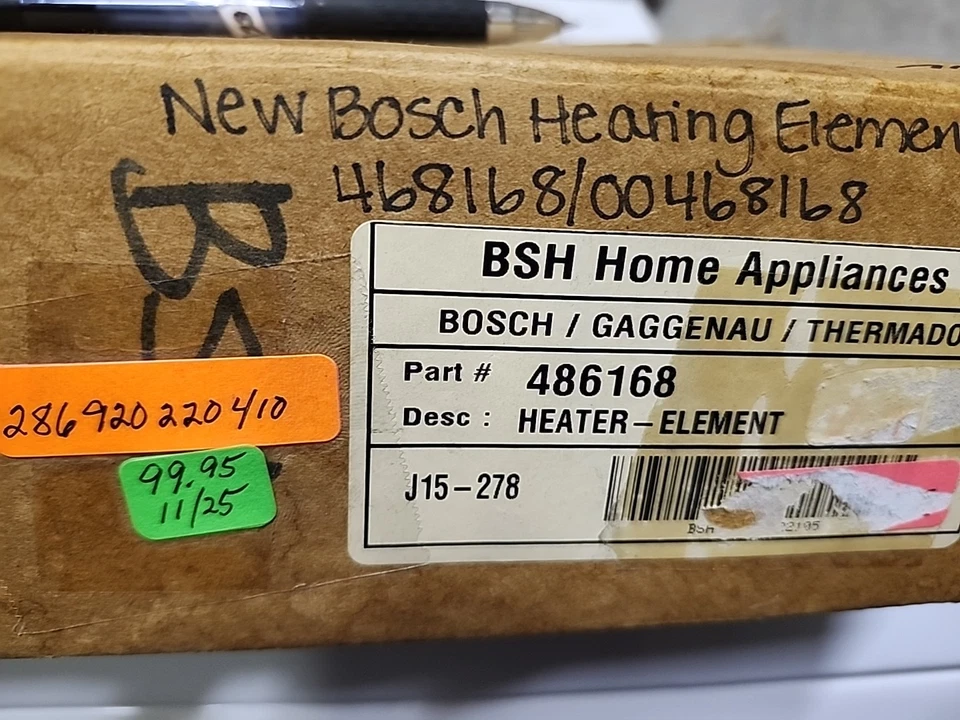 New Bosch Heating Elemen
468168/00468168
BSH Home Appliances
BOSCH / GAGGENAU / THERMADO
Part # 486168
Desc : HEATER-ELEMENT
J15-278
BSH
286920220410
99.95
11/25